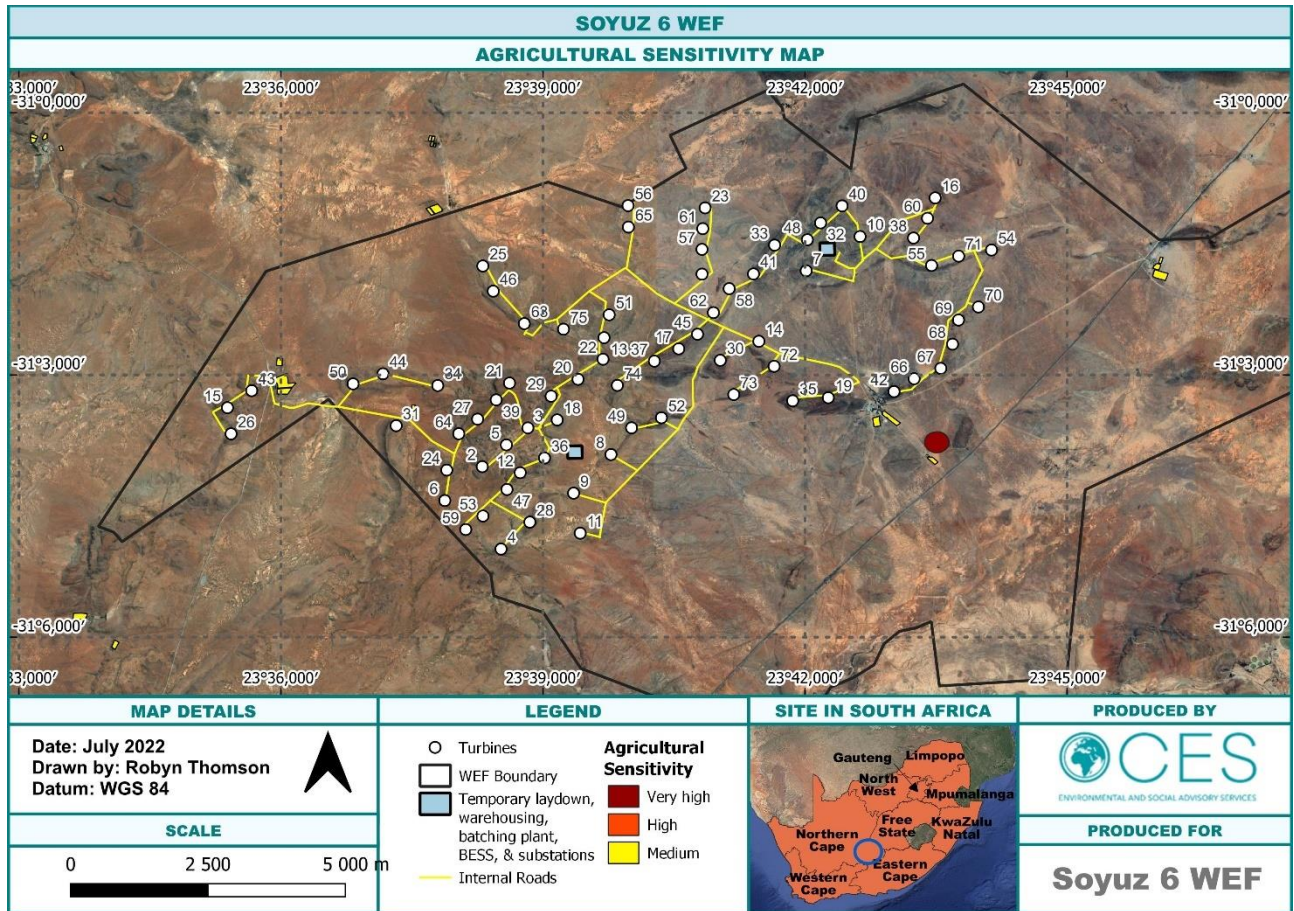 SOYUZ 6 WEF
AGRICULTURAL SENSITIVITY MAP
33,000' 23°36,000' 23°39,000' 23°42,000' 23°45,000'
-31°0,000' -31°0,000'
56 23 40 16
65 61 60
57 33 48 32 10 38
25 41 7 55 71 54
46 58
68 75 51 62 70
45 69
22 13 37 17 14 68
30
50 44 34 21 29 20 74 72 67
-31°3,000' -31°3,000'
43 66
15 73 35 19 42
26 31 27 39 3 18 49 52
64 5
24 2 12 36 8
6 9
59 53 47 28 11
4
-31°6,000' -31°6,000'
33,000' 23°36,000' 23°39,000' 23°42,000' 23°45,000'
MAP DETAILS
Date: July 2022
Drawn by: Robyn Thomson
Datum: WGS 84
SCALE
0 2 500 5 000 m
LEGEND
Turbines
WEF Boundary
Temporary laydown,
warehousing,
batching plant,
BESS, & substations
Internal Roads
Agricultural
Sensitivity
Very high
High
Medium
SITE IN SOUTH AFRICA
Gauteng
Limpopo
North
West
Mpumalanga
Free
State
KwaZulu
Natal
Northern
Cape
Eastern
Cape
Western
Cape
PRODUCED BY
CES
ENVIRONMENTAL AND SOCIAL ADVISORY SERVICES
PRODUCED FOR
Soyuz 6 WEF